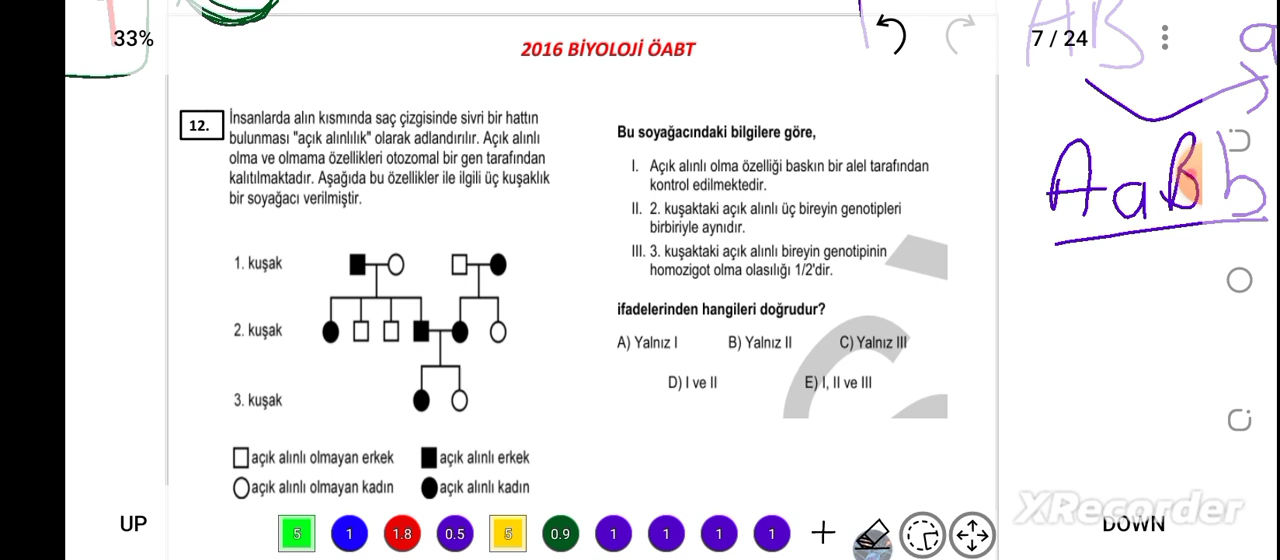 33%
2016 BİYOLOJİ ÖABT
7 / 24
AB
a
AaBb
12.
İnsanlarda alın kısmında saç çizgisinde sivri bir hattın
bulunması "açık alınlılık" olarak adlandırılır. Açık alınlı
olma ve olmama özellikleri otozomal bir gen tarafından
kalıtılmaktadır. Aşağıda bu özellikler ile ilgili üç kuşaklık
bir soyağacı verilmiştir.
1. kuşak
2. kuşak
3. kuşak
açık alınlı olmayan erkek
açık alınlı erkek
açık alınlı olmayan kadın
açık alınlı kadın
Bu soyağacındaki bilgilere göre,
I. Açık alınlı olma özelliği baskın bir alel tarafından
kontrol edilmektedir.
II. 2. kuşaktaki açık alınlı üç bireyin genotipleri
birbiriyle aynıdır.
III. 3. kuşaktaki açık alınlı bireyin genotipinin
homozigot olma olasılığı 1/2'dir.
ifadelerinden hangileri doğrudur?
A) Yalnız I B) Yalnız II C) Yalnız III
D) I ve II E) I, II ve III
UP
5 1 1.8 0.5 5 0.9 1 1 1 1
XRecorder
DOWN